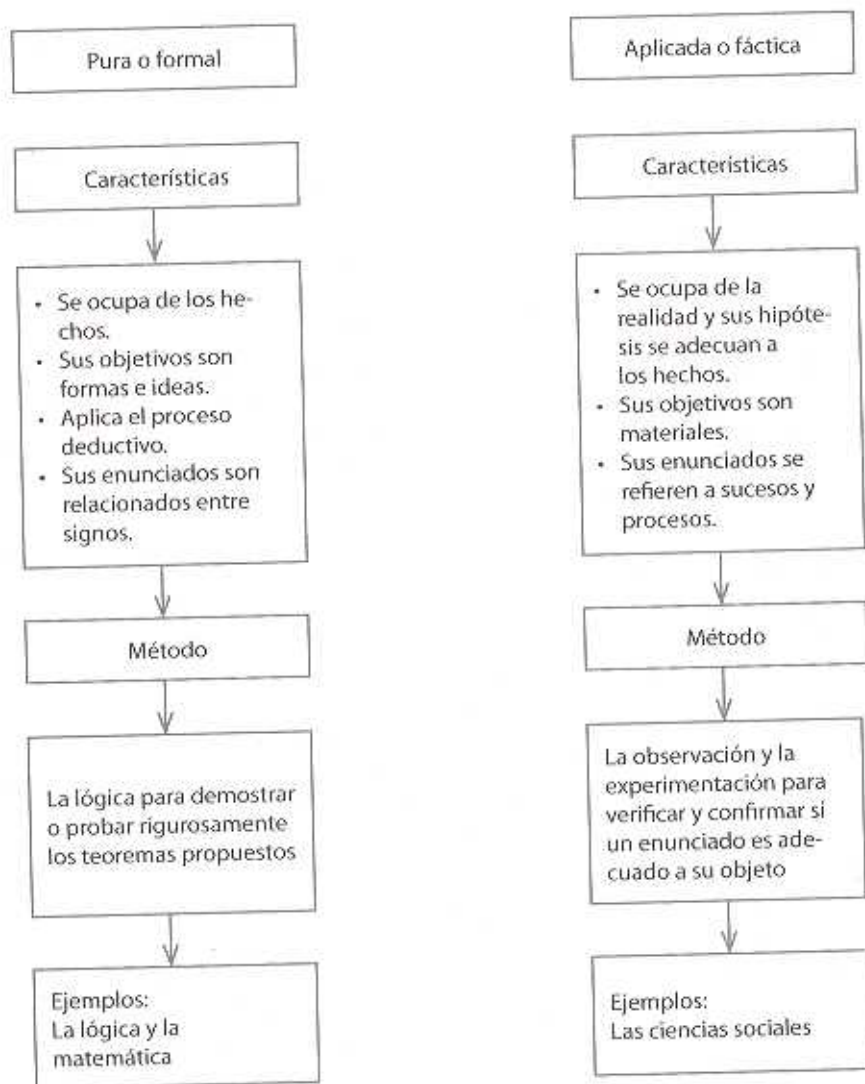 Pura o formal
Características
• Se ocupa de los he-
chos.
• Sus objetivos son
formas e ideas.
• Aplica el proceso
deductivo.
• Sus enunciados son
relacionados entre
signos.
Método
La lógica para demostrar
o probar rigurosamente
los teoremas propuestos
Ejemplos:
La lógica y la
matemática
Aplicada o fáctica
Características
• Se ocupa de la
realidad y sus hipóte-
sis se adecuan a
los hechos.
• Sus objetivos son
materiales.
• Sus enunciados se
refieren a sucesos y
procesos.
Método
La observación y la
experimentación para
verificar y confirmar si
un enunciado es ade-
cuado a su objeto
Ejemplos:
Las ciencias sociales